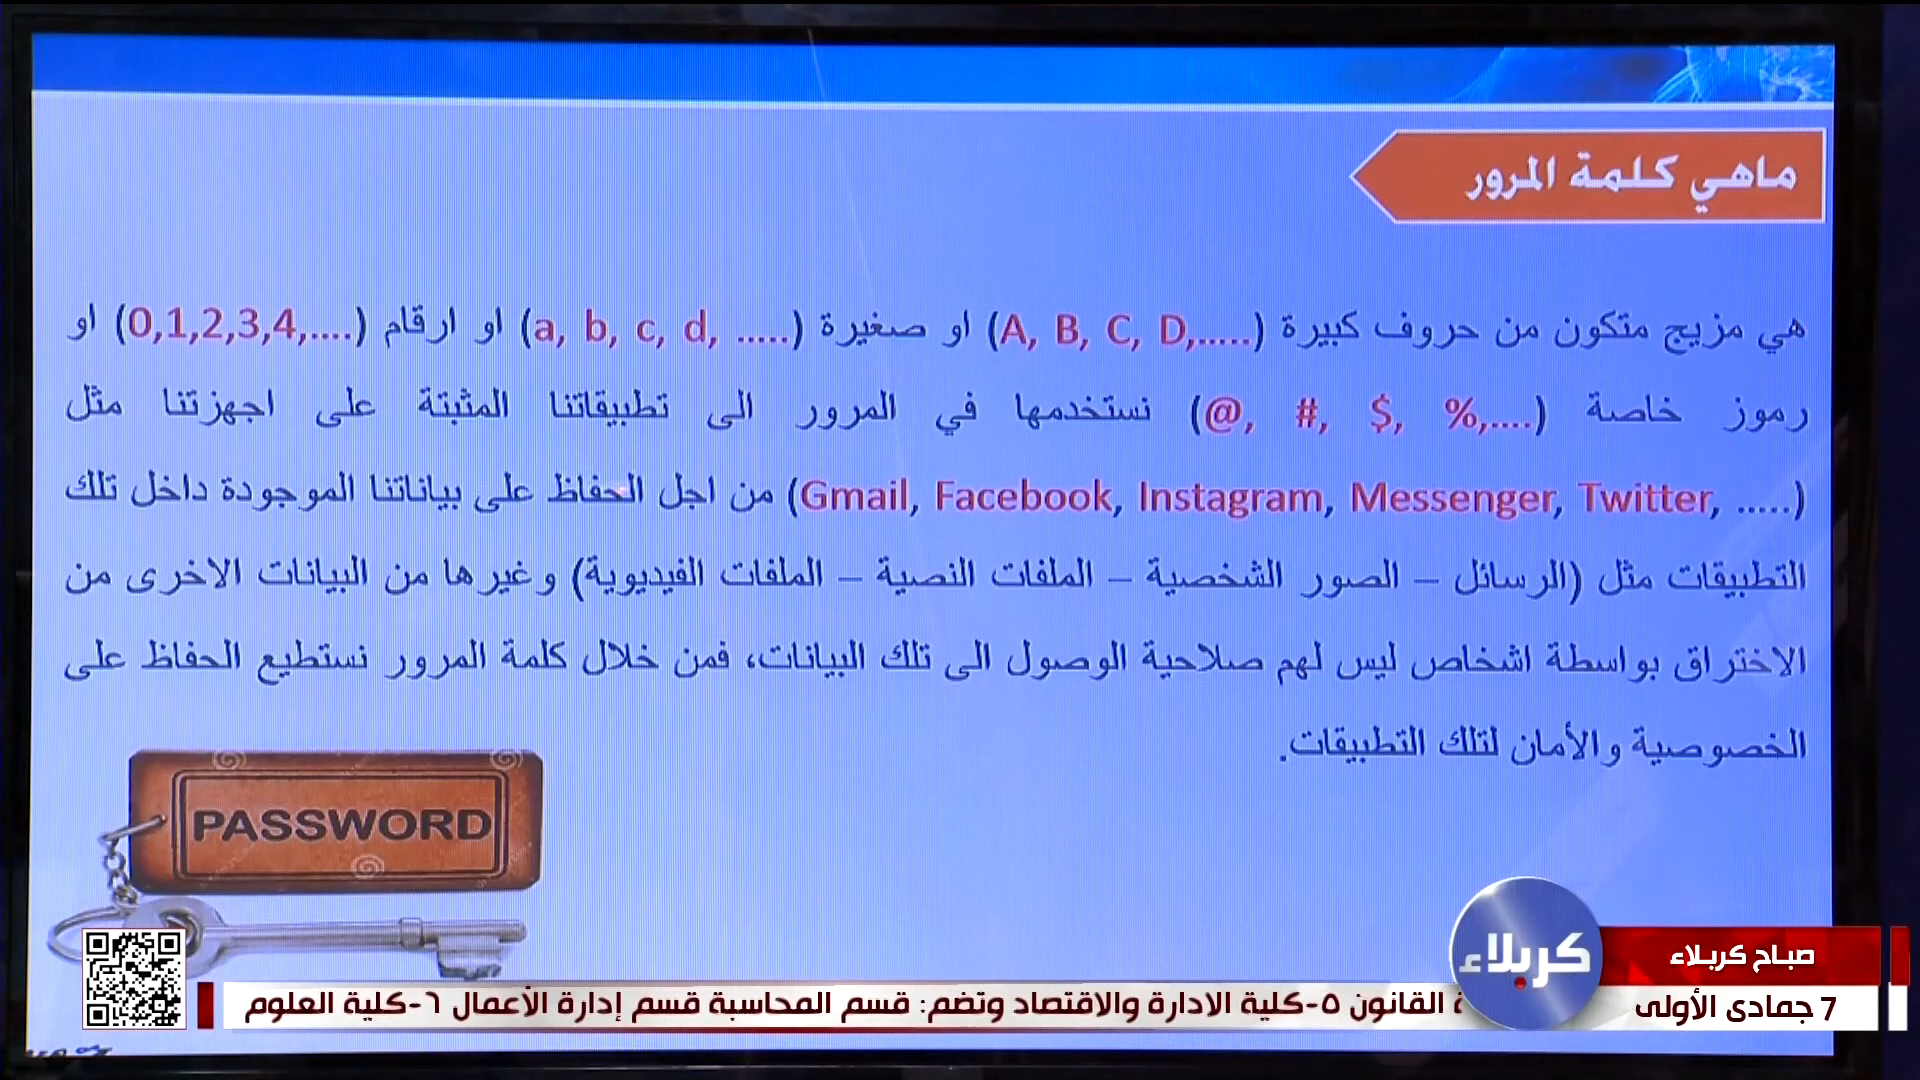 ماهي كلمة المرور
هي مزيج متكون من حروف كبيرة (A, B, C, D,.....) او صغيرة (a, b, c, d, .....) او ارقام (0,1,2,3,4,....) او
رموز خاصة (@, #, $, %,....) نستخدمها في المرور الى تطبيقاتنا المثبتة على اجهزتنا مثل
(Gmail, Facebook, Instagram, Messenger, Twitter, .....) من اجل الحفاظ على بياناتنا الموجودة داخل تلك
التطبيقات مثل (الرسائل – الصور الشخصية – الملفات النصية – الملفات الفيديوية) وغيرها من البيانات الاخرى من
الاختراق بواسطة اشخاص ليس لهم صلاحية الوصول الى تلك البيانات، فمن خلال كلمة المرور نستطيع الحفاظ على
الخصوصية والأمان لتلك التطبيقات.
PASSWORD
كربلاء
صباح كربلاء
7 جمادى الأولى
القانون ٥-كلية الادارة والاقتصاد وتضم: قسم المحاسبة قسم إدارة الأعمال ٦-كلية العلوم